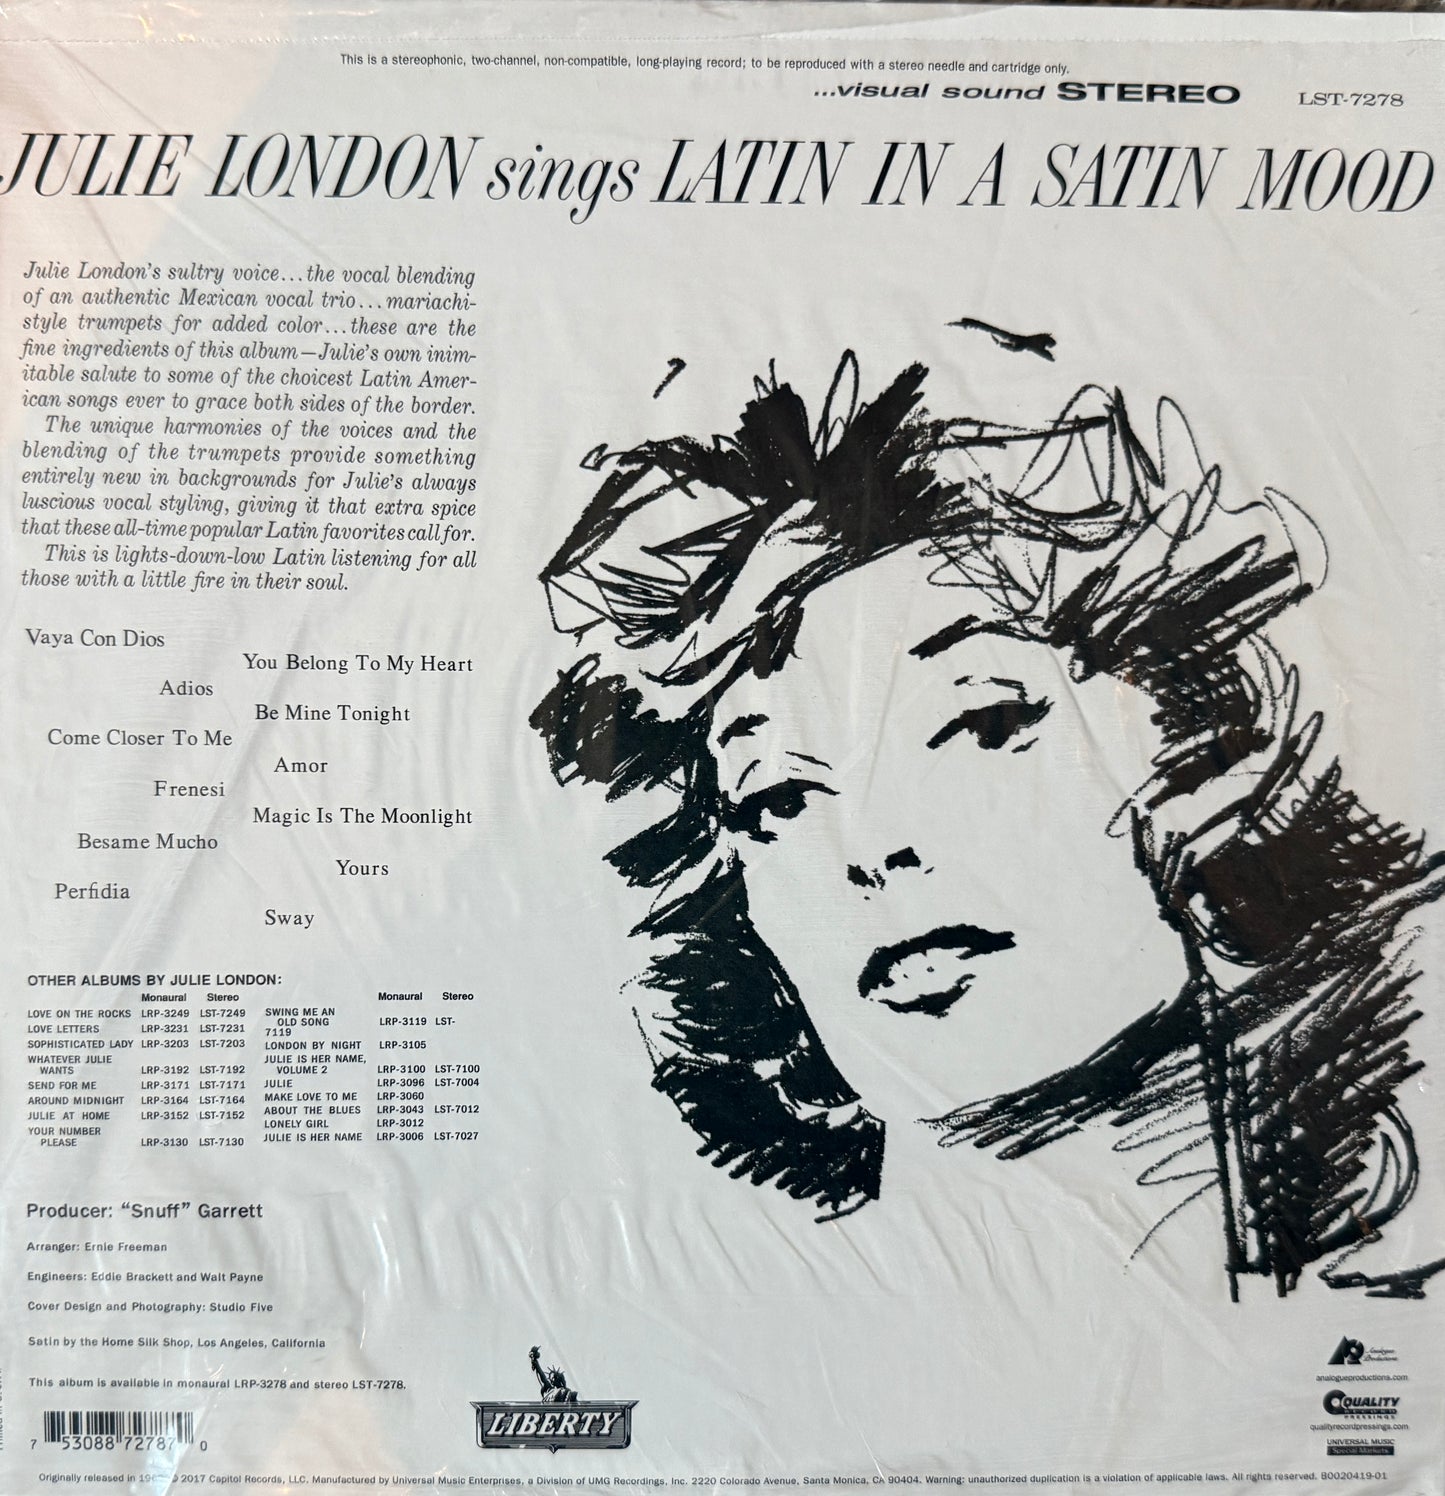 This is a stereophonic, two-channel, non-compatible, long-playing record; to be reproduced with a stereo needle and cartridge only.
...visual sound STEREO LST-7278
JULIE LONDON sings LATIN IN A SATIN MOOD
Julie London's sultry voice...the vocal blending
of an authentic Mexican vocal trio...mariachi-
style trumpets for added color...these are the
fine ingredients of this album—Julie's own inim-
itable salute to some of the choicest Latin Amer-
ican songs ever to grace both sides of the border.
The unique harmonies of the voices and the
blending of the trumpets provide something
entirely new in backgrounds for Julie's always
luscious vocal styling, giving it that extra spice
that these all-time popular Latin favorites call for.
This is lights-down-low Latin listening for all
those with a little fire in their soul.
Vaya Con Dios
You Belong To My Heart
Adios
Be Mine Tonight
Come Closer To Me
Amor
Frenesi
Magic Is The Moonlight
Besame Mucho
Yours
Perfidia
Sway
OTHER ALBUMS BY JULIE LONDON:
Monaural Stereo
LOVE ON THE ROCKS LRP-3249 LST-7249
LOVE LETTERS LRP-3231 LST-7231
SOPHISTICATED LADY LRP-3203 LST-7203
WHATEVER JULIE
WANTS LRP-3192 LST-7192
SEND FOR ME LRP-3171 LST-7171
AROUND MIDNIGHT LRP-3164 LST-7164
JULIE AT HOME LRP-3152 LST-7152
YOUR NUMBER
PLEASE LRP-3130 LST-7130
Monaural Stereo
SWING ME AN
OLD SONG LRP-3119 LST-
7119
LONDON BY NIGHT LRP-3105
JULIE IS HER NAME,
VOLUME 2 LRP-3100 LST-7100
JULIE LRP-3096 LST-7004
MAKE LOVE TO ME LRP-3060
ABOUT THE BLUES LRP-3043 LST-7012
LONELY GIRL LRP-3012
JULIE IS HER NAME LRP-3006 LST-7027
Producer: "Snuff" Garrett
Arranger: Ernie Freeman
Engineers: Eddie Brackett and Walt Payne
Cover Design and Photography: Studio Five
Satin by the Home Silk Shop, Los Angeles, California
This album is available in monaural LRP-3278 and stereo LST-7278.
7 53088 72787 0
LIBERTY
Analogue
Productions
analogueproductions.com
QUALITY
RECORD
PRESSINGS
qualityrecordpressings.com
UNIVERSAL MUSIC
Special Markets
Originally released in 2017 Capitol Records, LLC. Manufactured by Universal Music Enterprises, a Division of UMG Recordings, Inc. 2220 Colorado Avenue, Santa Monica, CA 90404. Warning: unauthorized duplication is a violation of applicable laws. All rights reserved. B0020419-01